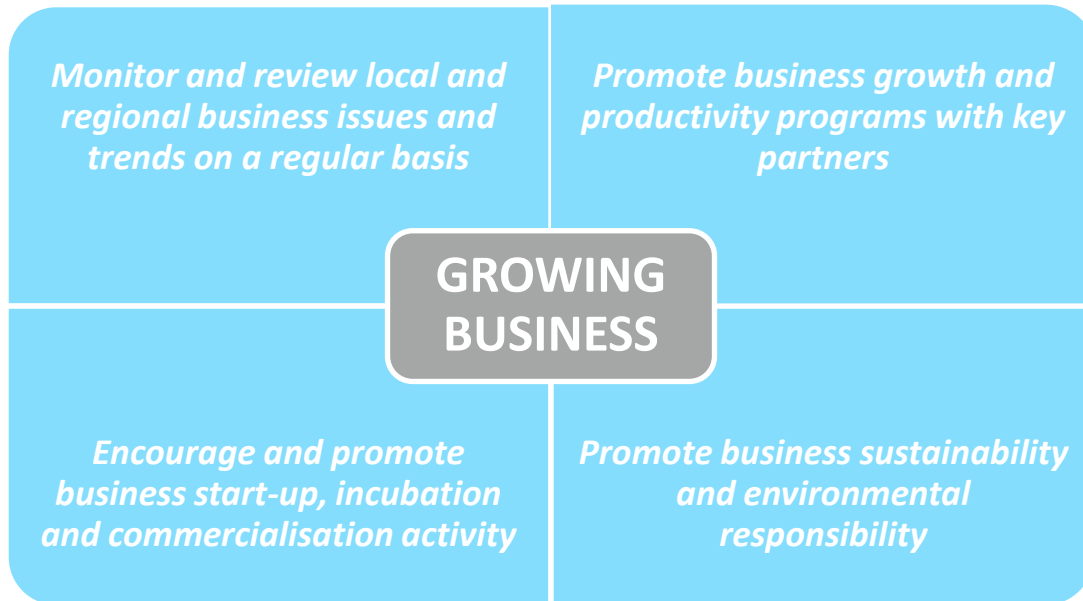 Monitor and review local and
regional business issues and
trends on a regular basis
Promote business growth and
productivity programs with key
partners
GROWING
BUSINESS
Encourage and promote
business start-up, incubation
and commercialisation activity
Promote business sustainability
and environmental
responsibility